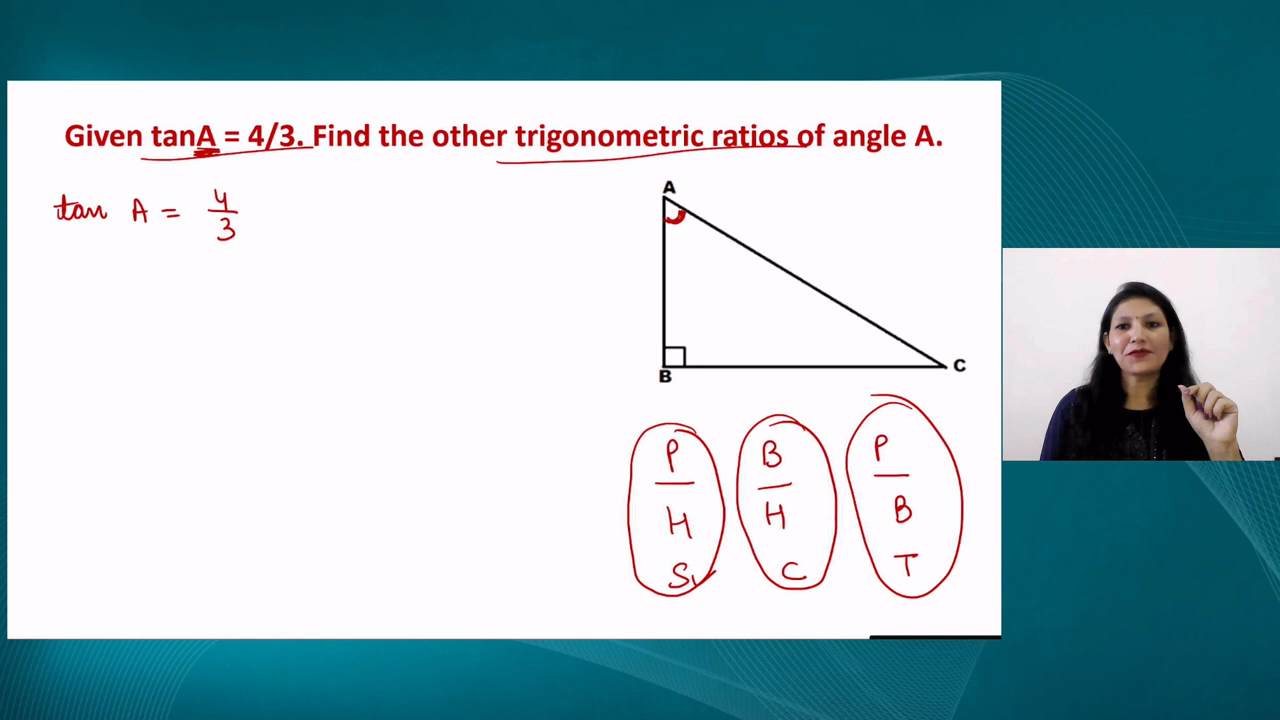 Given tanA = 4/3. Find the other trigonometric ratios of angle A.
tan A = 4/3
A
B
C
P B P
H H B
S C T